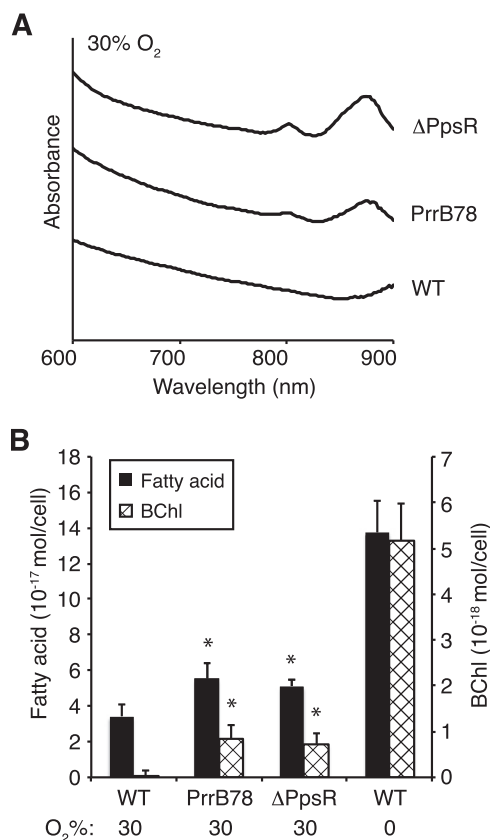 A
30% O2
Absorbance
ΔPpsR
PrrB78
WT
600 700 800 900
Wavelength (nm)
B
Fatty acid (10-17 mol/cell)
18
16
14
12
10
8
6
4
2
0
Fatty acid
BChl
* * * *
7
6
5
4
3
2
1
0
BChl (10-18 mol/cell)
WT PrrB78 ΔPpsR WT
O2%: 30 30 30 0